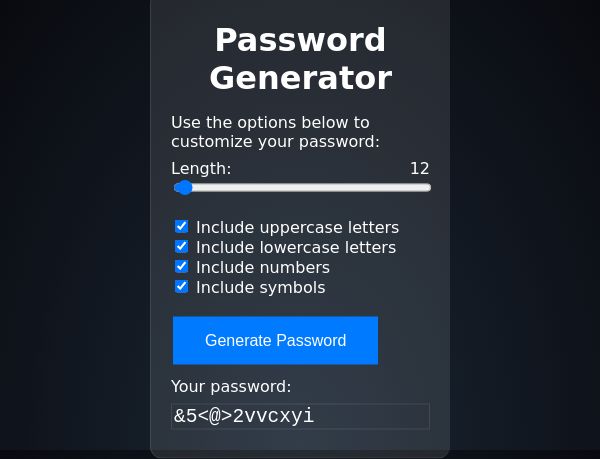 Password
Generator
Use the options below to
customize your password:
Length: 12
Include uppercase letters
Include lowercase letters
Include numbers
Include symbols
Generate Password
Your password:
&5<@>2vvcxyi